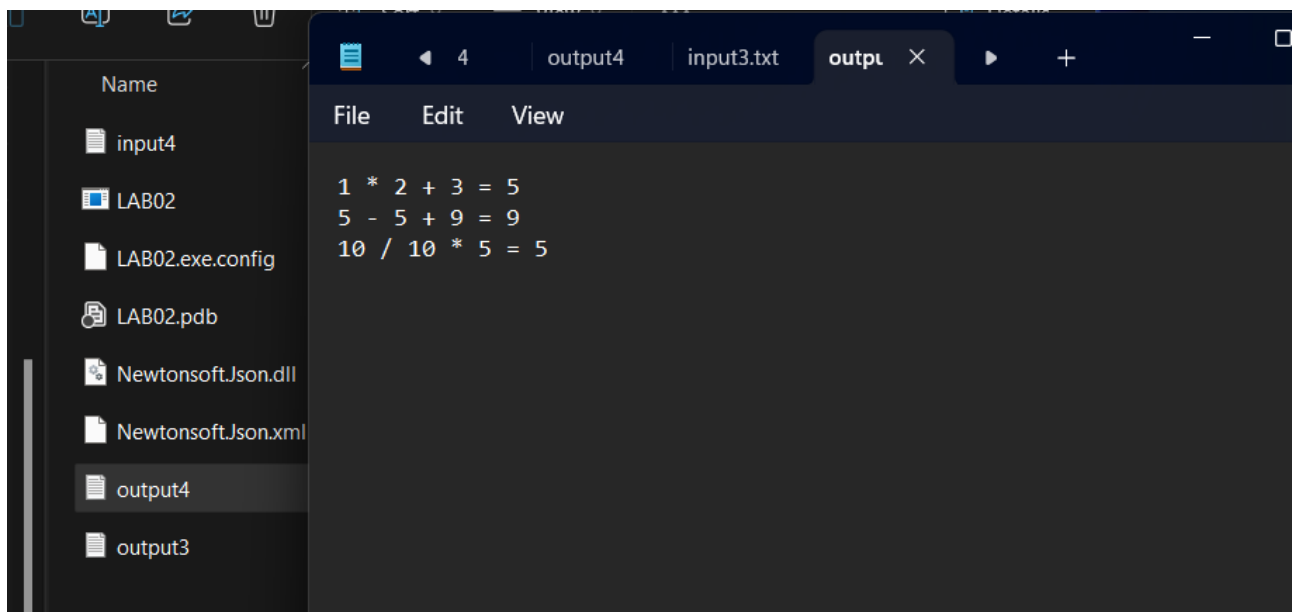 Name
input4
LAB02
LAB02.exe.config
LAB02.pdb
Newtonsoft.Json.dll
Newtonsoft.Json.xml
output4
output3
4
output4
input3.txt
File
Edit
View
1 * 2 + 3 = 5
5 - 5 + 9 = 9
10 / 10 * 5 = 5